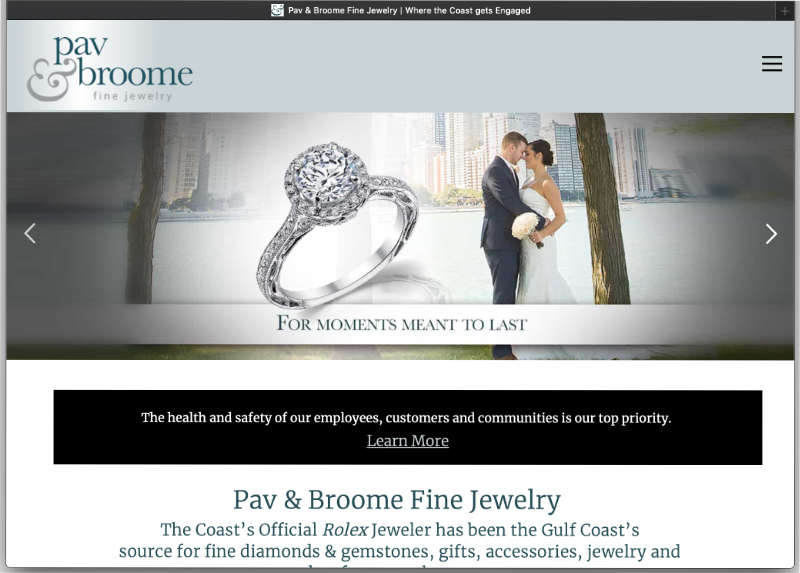 Pav & Broome Fine Jewelry | Where the Coast gets Engaged
pav
& broome
fine jewelry
FOR MOMENTS MEANT TO LAST
The health and safety of our employees, customers and communities is our top priority.
Learn More
Pav & Broome Fine Jewelry
The Coast's Official Rolex Jeweler has been the Gulf Coast's
source for fine diamonds & gemstones, gifts, accessories, jewelry and